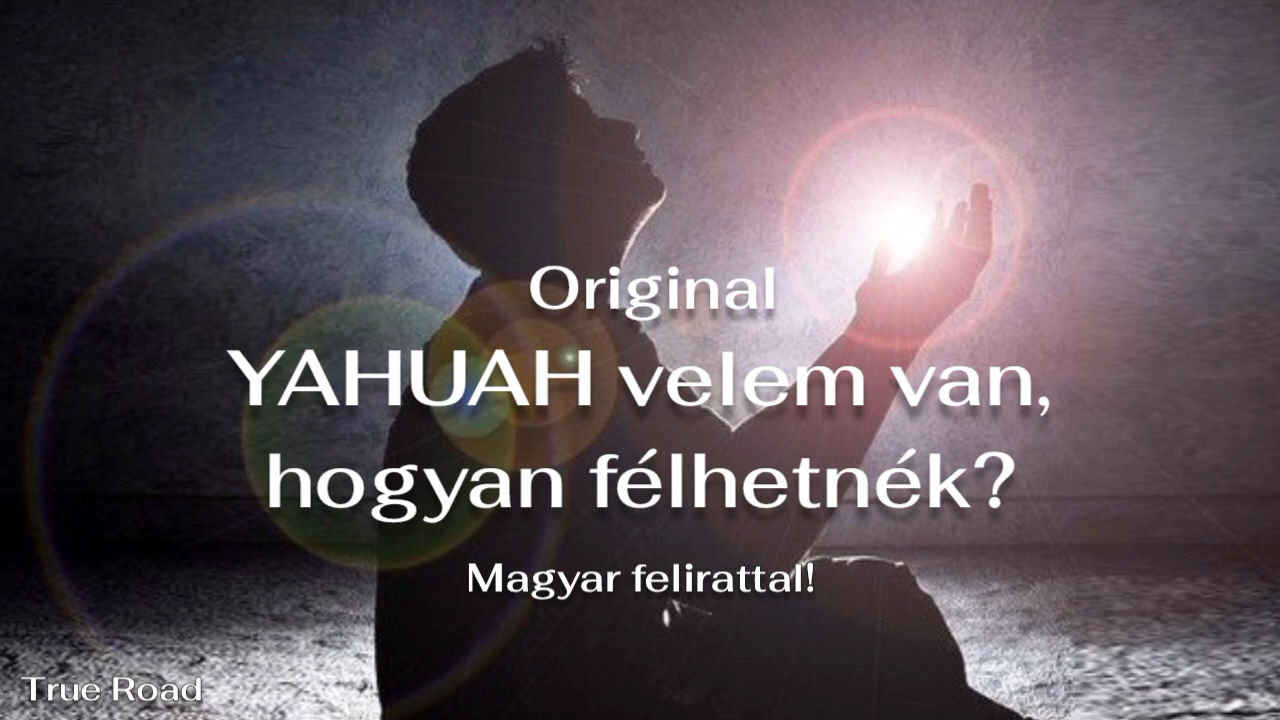 Original
YAHUAH velem van,
hogyan félhetnék?
Magyar felirattal!
True Road